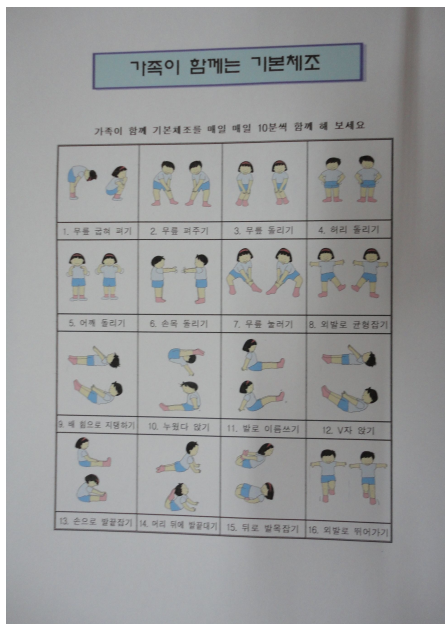 가족이 함께는 기본체조
가족이 함께 기본체조를 매일 매일 10분씩 함께 해 보세요
1. 무릎 굽혀 펴기
2. 무릎 펴주기
3. 무릎 돌리기
4. 허리 돌리기
5. 어깨 돌리기
6. 손목 돌리기
7. 무릎 눌러기
8. 외발로 균형잡기
9. 배 힘으로 지탱하기
10. 누웠다 앉기
11. 발로 이름쓰기
12. V자 앉기
13. 손으로 발끝잡기
14. 머리 뒤에 발끝대기
15. 뒤로 발목잡기
16. 외발로 뛰어가기